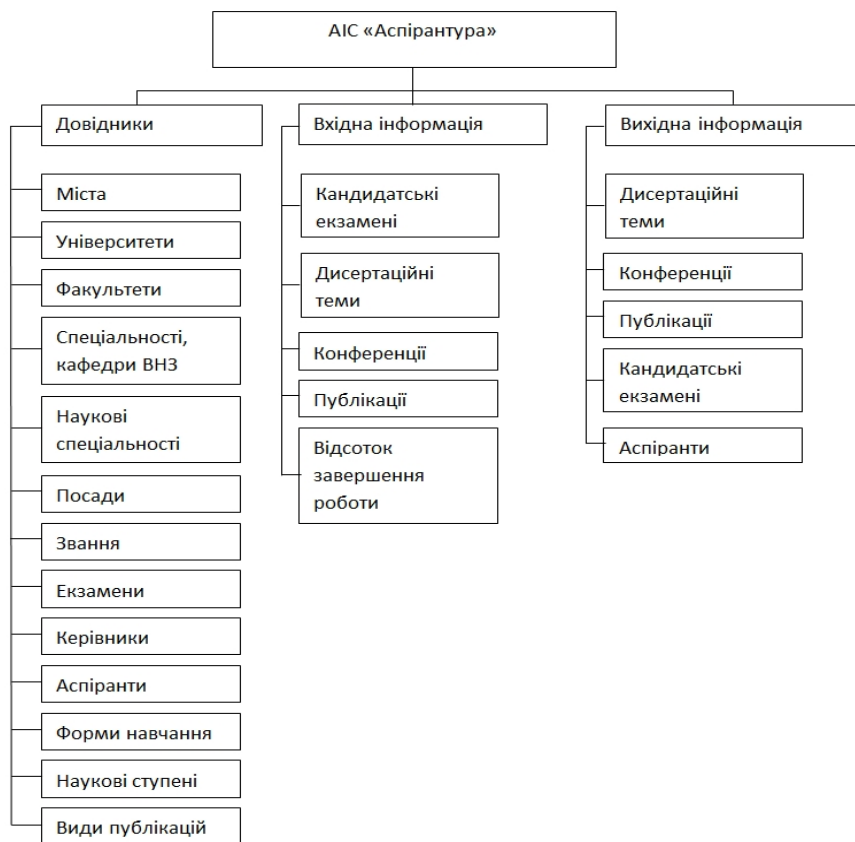 АІС «Аспірантура»
Довідники
Міста
Університети
Факультети
Спеціальності,
кафедри ВНЗ
Наукові
спеціальності
Посади
Звання
Екзамени
Керівники
Аспіранти
Форми навчання
Наукові ступені
Види публікацій
Вхідна інформація
Кандидатські
екзамені
Дисертаційні
теми
Конференції
Публікації
Відсоток
завершення
роботи
Вихідна інформація
Дисертаційні
теми
Конференції
Публікації
Кандидатські
екзамені
Аспіранти